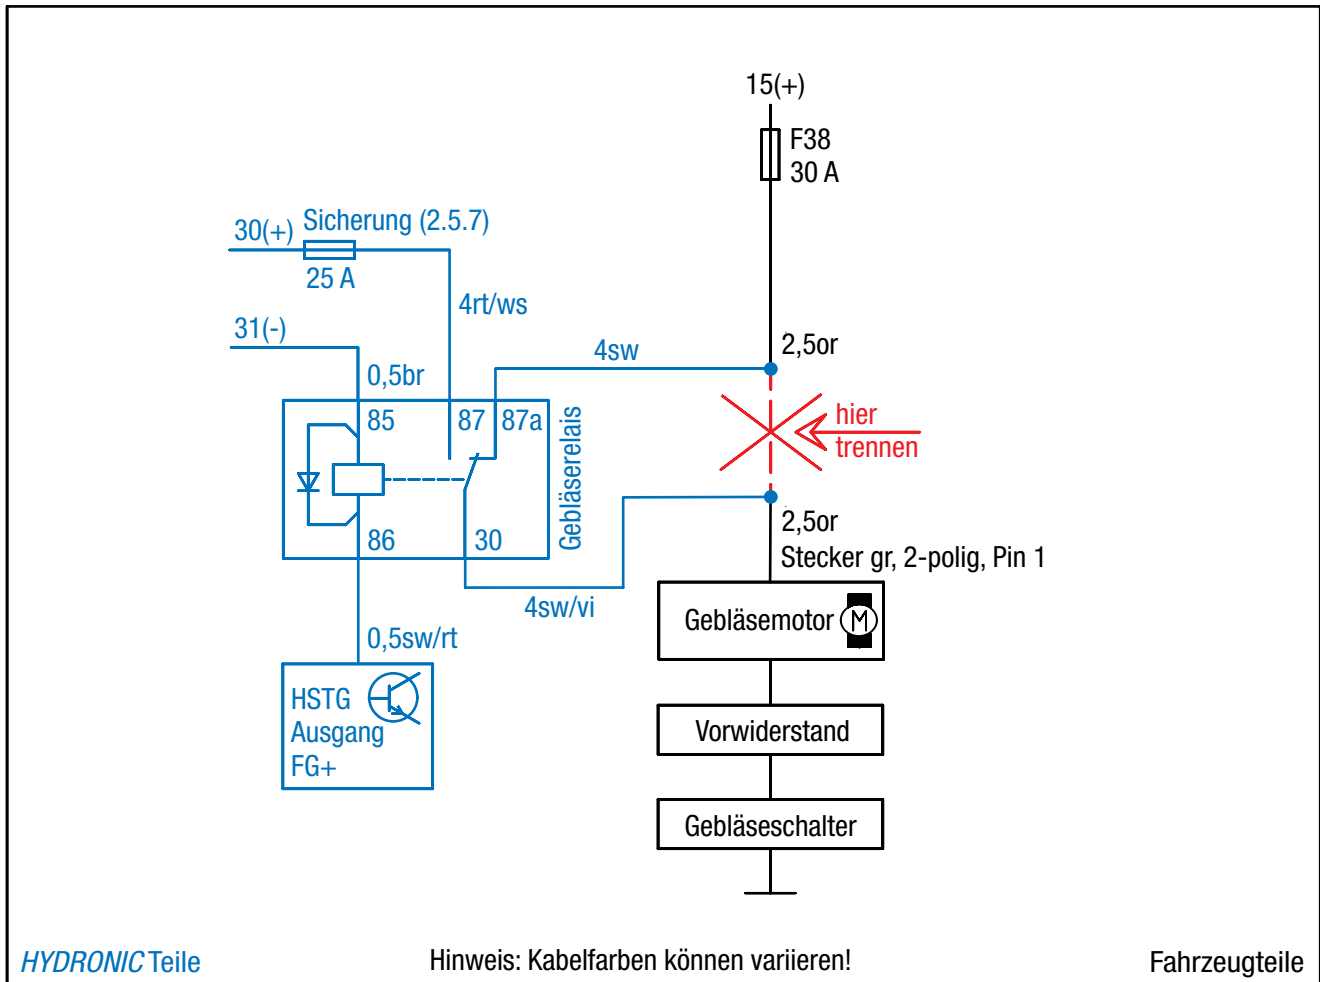 15(+)
F38
30 A
Sicherung (2.5.7)
30(+)
25 A
4rt/ws
31(-)
4sw
2,5or
0,5br
85
87
87a
hier
trennen
Gebläserelais
86
30
2,5or
Stecker gr, 2-polig, Pin 1
4sw/vi
Gebläsemotor
M
0,5sw/rt
HSTG
Ausgang
FG+
Vorwiderstand
Gebläseschalter
HYDRONIC Teile
Hinweis: Kabelfarben können variieren!
Fahrzeugteile